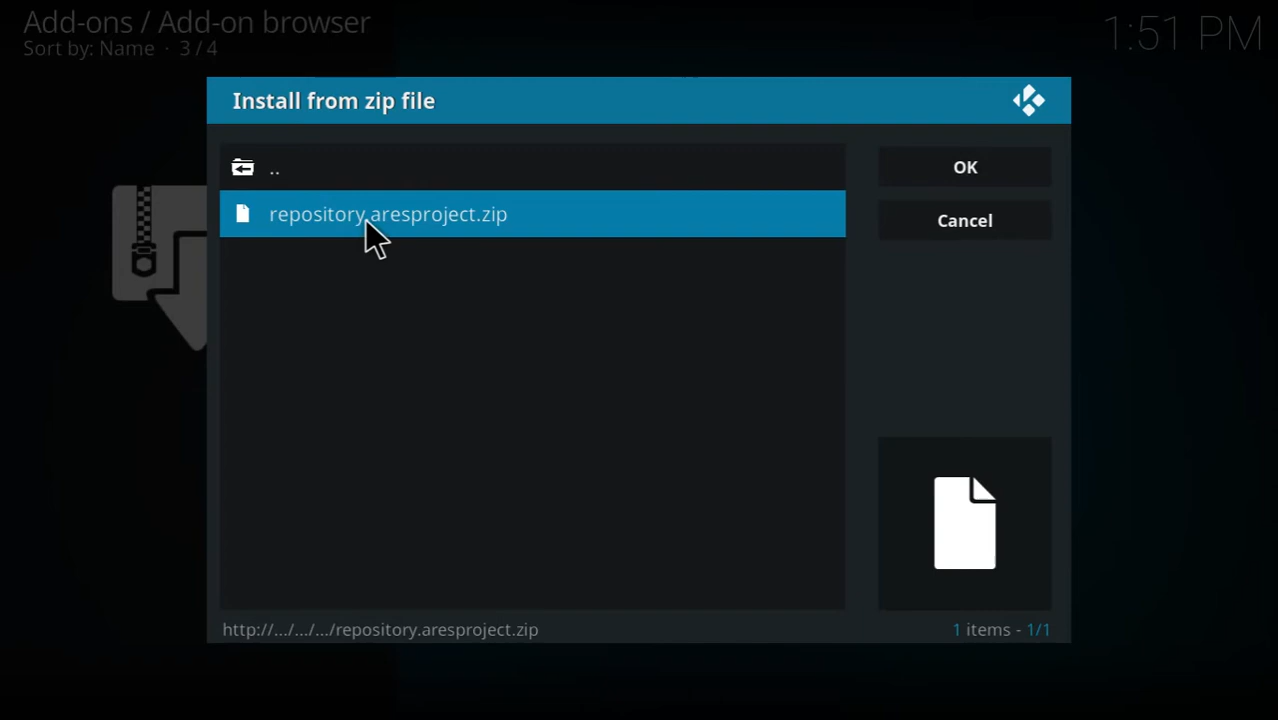 Add-ons / Add-on browser
Sort by: Name · 3 / 4
1:51 PM
Install from zip file
..
repository.aresproject.zip
OK
Cancel
http://.../.../.../repository.aresproject.zip
1 items - 1/1